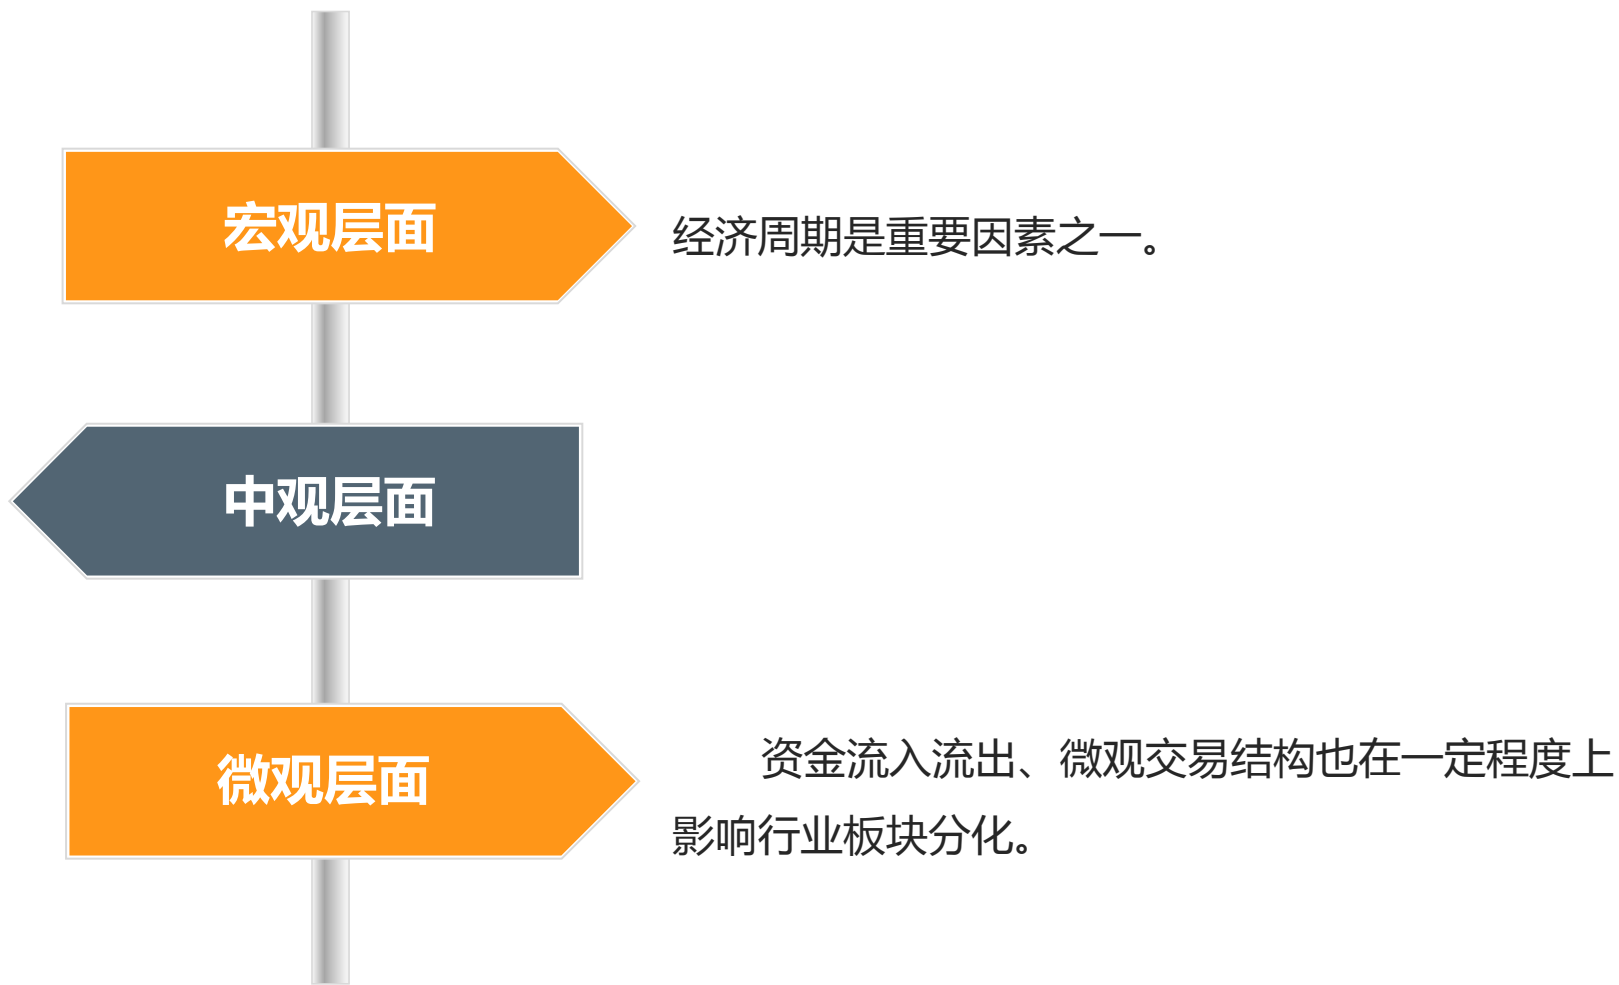 宏观层面
经济周期是重要因素之一。
中观层面
微观层面
资金流入流出、微观交易结构也在一定程度上
影响行业板块分化。